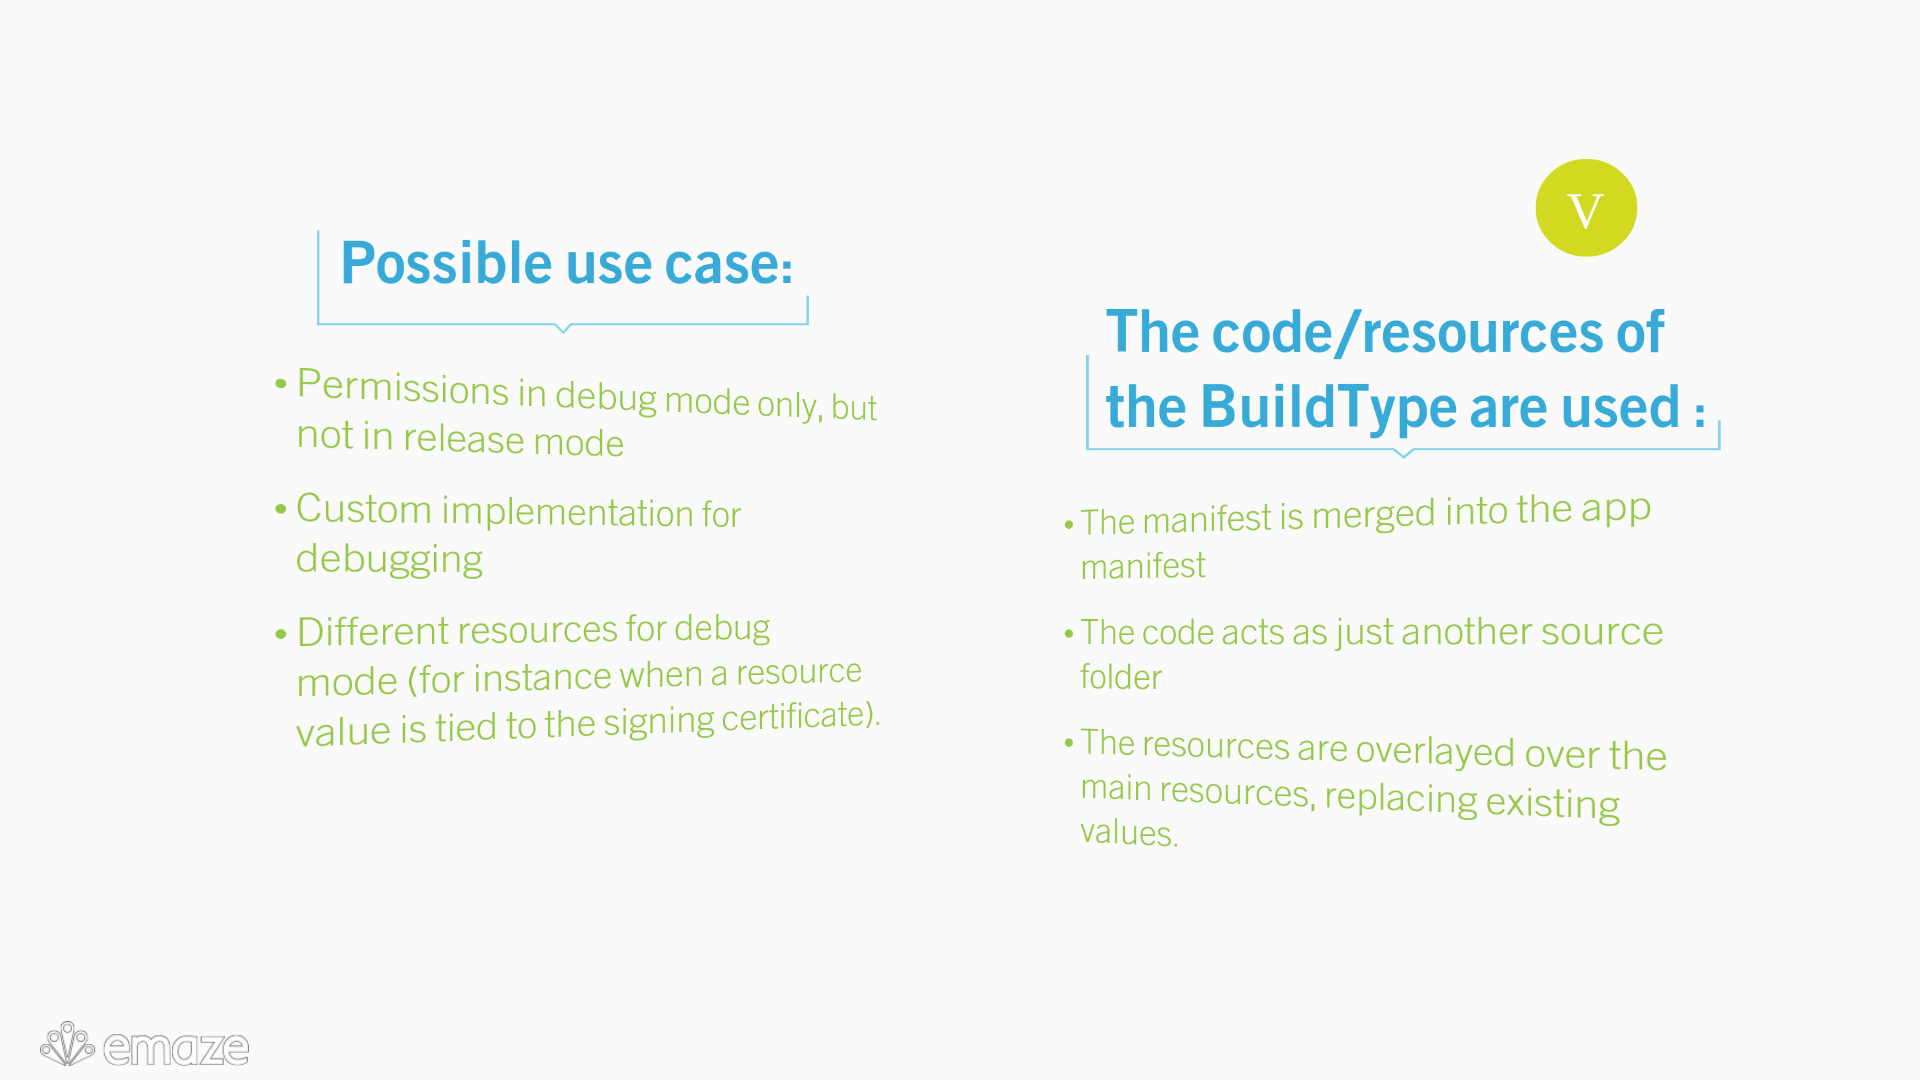 Possible use case:
• Permissions in debug mode only, but
not in release mode
• Custom implementation for
debugging
• Different resources for debug
mode (for instance when a resource
value is tied to the signing certificate).
V
The code/resources of
the BuildType are used :
• The manifest is merged into the app
manifest
• The code acts as just another source
folder
• The resources are overlayed over the
main resources, replacing existing
values.
emaze